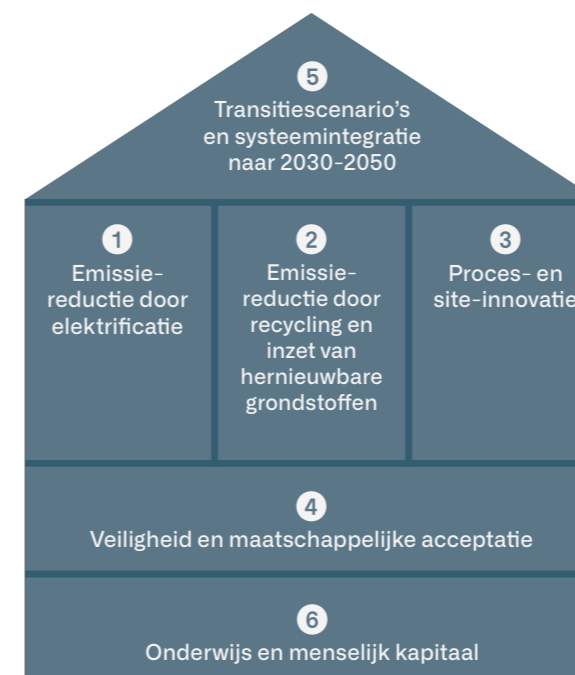 5
Transitiescenario's
en systeemintegratie
naar 2030-2050
1
Emissie-
reductie door
elektrificatie
2
Emissie-
reductie door
recycling en
inzet van
hernieuwbare
grondstoffen
3
Proces- en
site-innovatie
4
Veiligheid en maatschappelijke acceptatie
6
Onderwijs en menselijk kapitaal